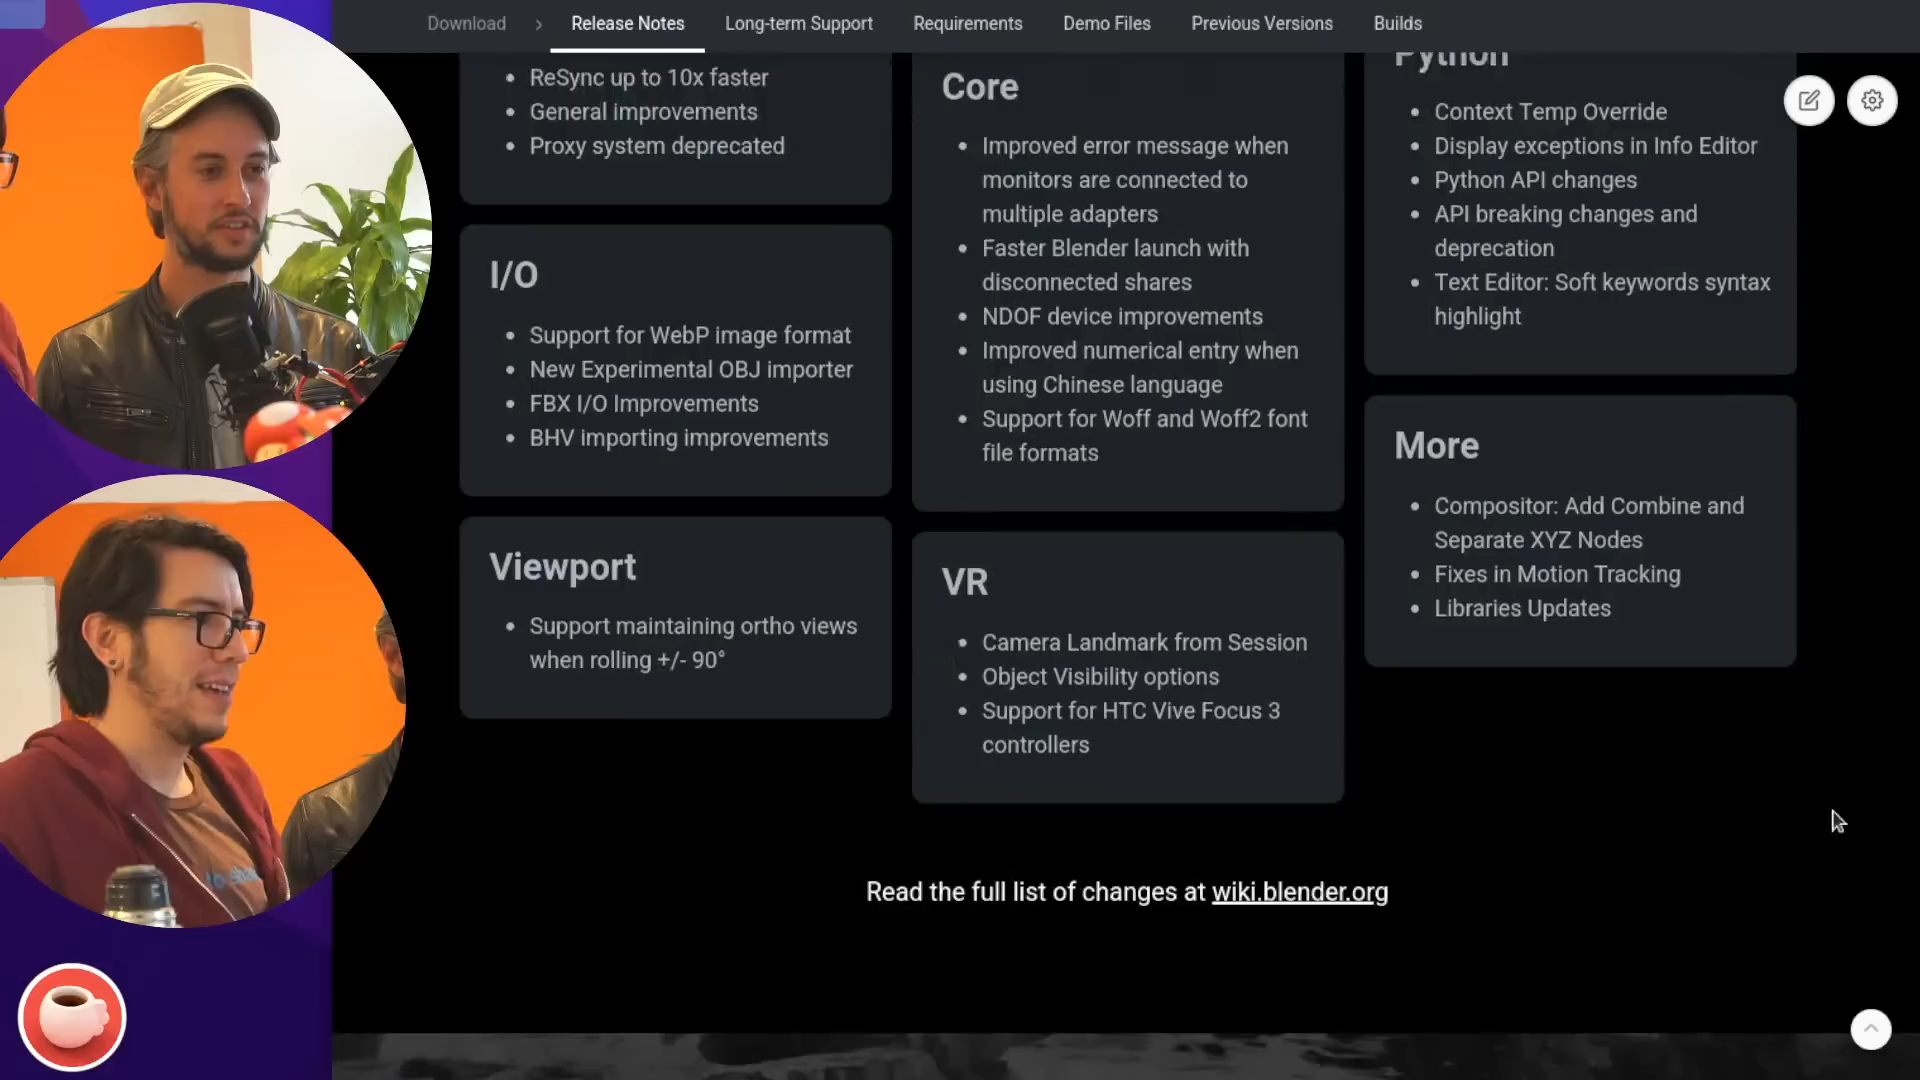 Download
Release Notes
Long-term Support
Requirements
Demo Files
Previous Versions
Builds
ReSync up to 10x faster
General improvements
Proxy system deprecated
I/O
Support for WebP image format
New Experimental OBJ importer
FBX I/O Improvements
BHV importing improvements
Viewport
Support maintaining ortho views
when rolling +/- 90°
Core
Improved error message when
monitors are connected to
multiple adapters
Faster Blender launch with
disconnected shares
NDOF device improvements
Improved numerical entry when
using Chinese language
Support for Woff and Woff2 font
file formats
VR
Camera Landmark from Session
Object Visibility options
Support for HTC Vive Focus 3
controllers
Python
Context Temp Override
Display exceptions in Info Editor
Python API changes
API breaking changes and
deprecation
Text Editor: Soft keywords syntax
highlight
More
Compositor: Add Combine and
Separate XYZ Nodes
Fixes in Motion Tracking
Libraries Updates
Read the full list of changes at wiki.blender.org